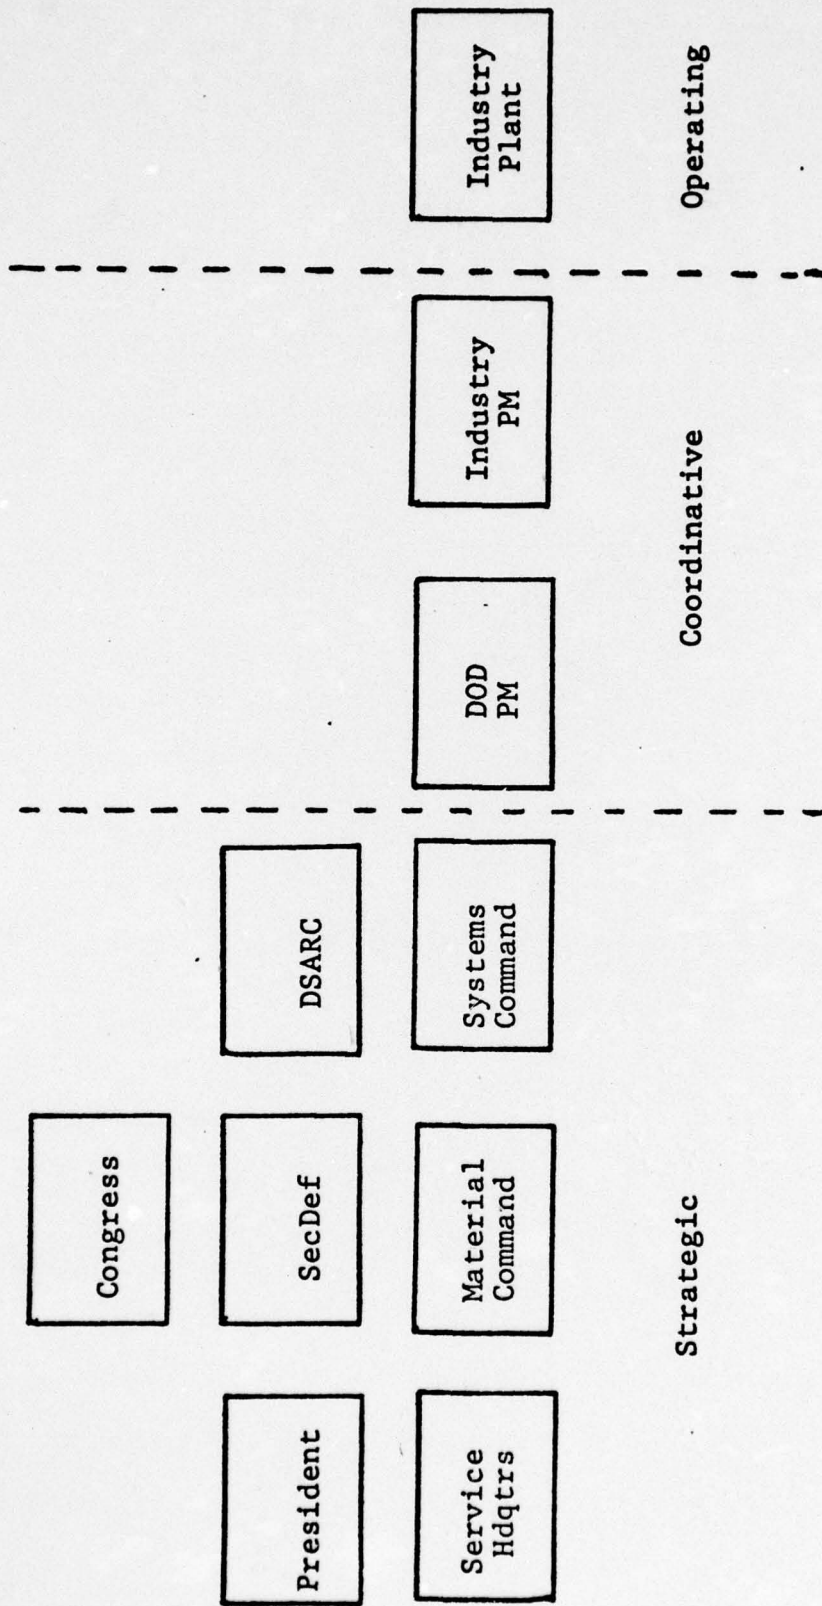 Congress
President
SecDef
DSARC
Service
Hdqtrs
Material
Command
Systems
Command
DOD
PM
Industry
PM
Industry
Plant
Strategic
Coordinative
Operating